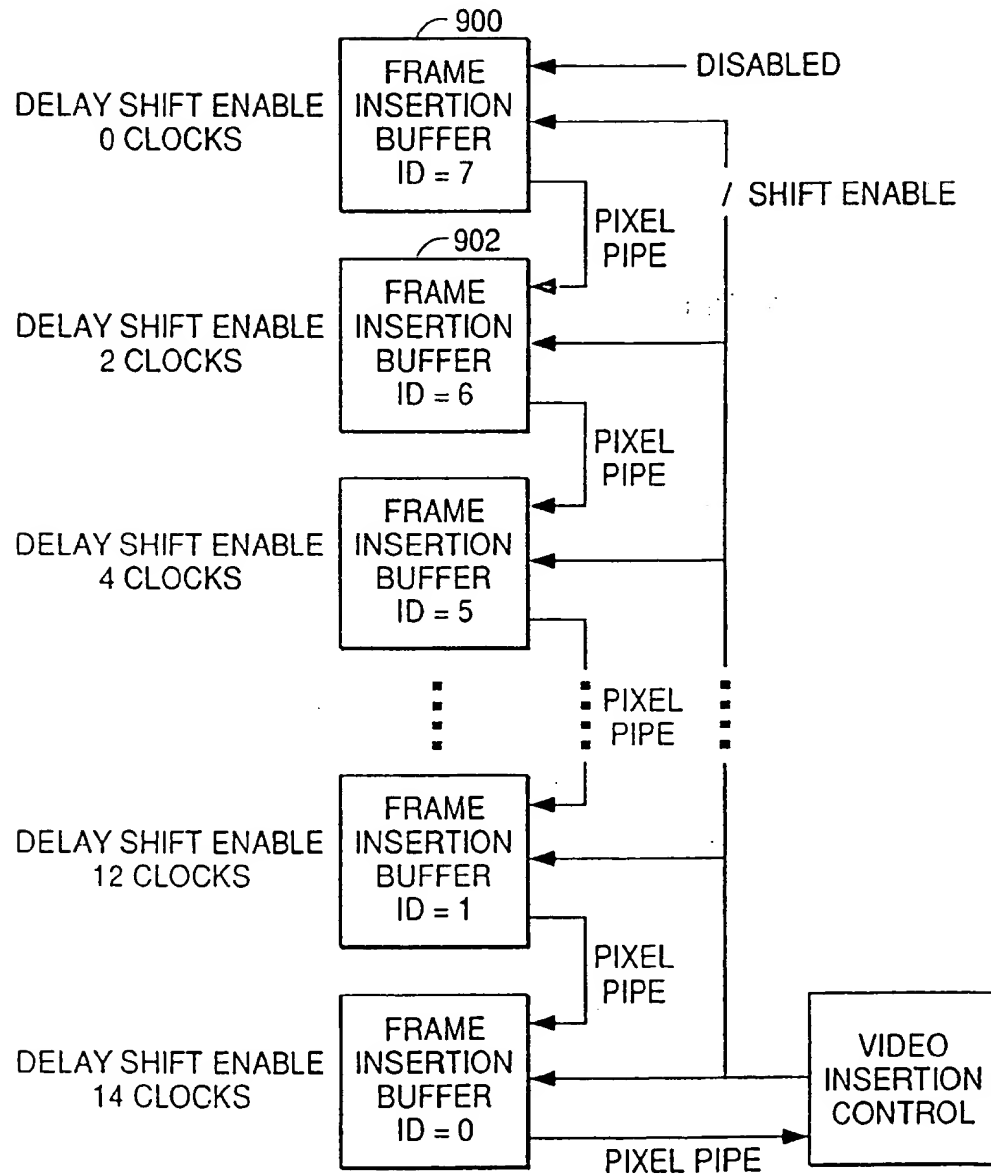 900
FRAME
INSERTION
BUFFER
ID = 7
DISABLED
DELAY SHIFT ENABLE
0 CLOCKS
SHIFT ENABLE
PIXEL
PIPE
902
FRAME
INSERTION
BUFFER
ID = 6
DELAY SHIFT ENABLE
2 CLOCKS
PIXEL
PIPE
FRAME
INSERTION
BUFFER
ID = 5
DELAY SHIFT ENABLE
4 CLOCKS
PIXEL
PIPE
FRAME
INSERTION
BUFFER
ID = 1
DELAY SHIFT ENABLE
12 CLOCKS
PIXEL
PIPE
FRAME
INSERTION
BUFFER
ID = 0
DELAY SHIFT ENABLE
14 CLOCKS
VIDEO
INSERTION
CONTROL
PIXEL PIPE